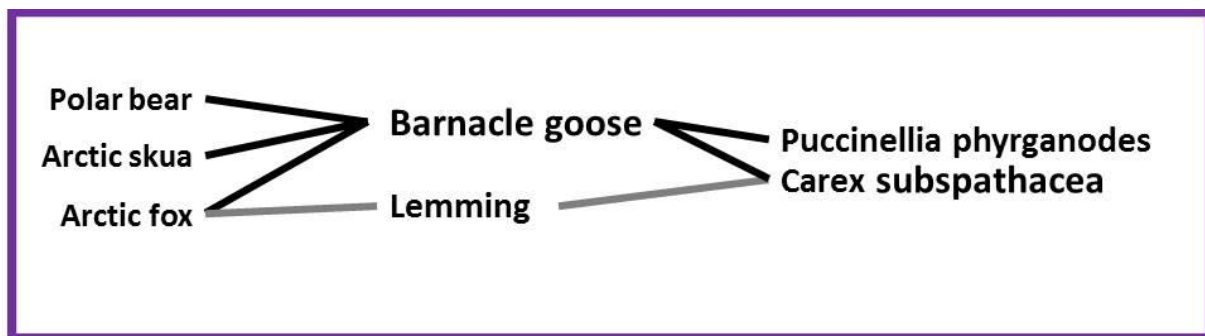 Polar bear
Arctic skua
Arctic fox
Barnacle goose
Lemming
Puccinellia phyrganodes
Carex subspathacea